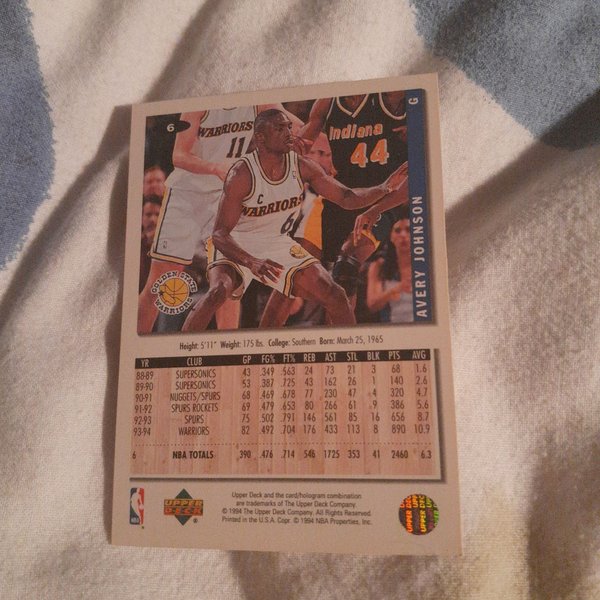 6
G
WARRIORS
11
Indiana
44
C
WARRIORS
6
AVERY JOHNSON
GOLDEN STATE
WARRIORS
Height: 5'11" Weight: 175 lbs. College: Southern Born: March 25, 1965
YR CLUB GP FG% FT% REB AST STL BLK PTS AVG
88-89 SUPERSONICS 43 .349 .563 24 73 21 3 68 1.6
89-90 SUPERSONICS 53 .387 .725 43 162 26 1 140 2.6
90-91 NUGGETS/SPURS 68 .469 .678 77 230 47 4 320 4.7
91-92 SPURS ROCKETS 69 .479 .653 80 266 61 9 386 5.6
92-93 SPURS 75 .502 .791 146 561 85 16 656 8.7
93-94 WARRIORS 82 .492 .704 176 433 113 8 890 10.9
6 NBA TOTALS 390 .476 .714 546 1725 353 41 2460 6.3
NBA
UPPER DECK
Upper Deck and the card/hologram combination
are trademarks of The Upper Deck Company.
© 1994 The Upper Deck Company. All Rights Reserved.
Printed in the U.S.A. Copr. © 1994 NBA Properties, Inc.
UPPER DECK